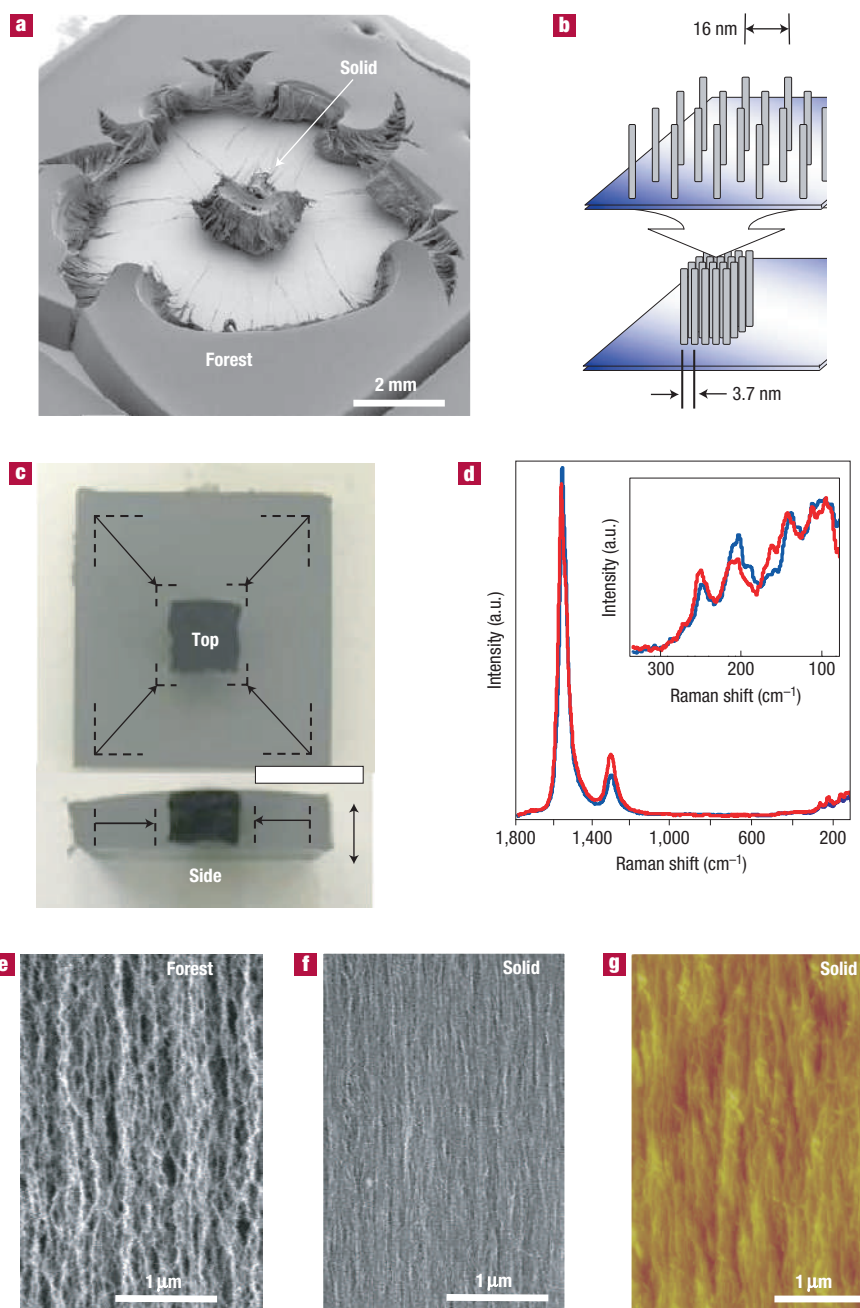 a
Solid
Forest
2 mm
b
16 nm
3.7 nm
c
Top
Side
d
Intensity (a.u.)
1,800 1,400 1,000 600 200
Raman shift (cm–1)
Intensity (a.u.)
300 200 100
Raman shift (cm–1)
e
Forest
1 μm
f
Solid
1 μm
g
Solid
1 μm